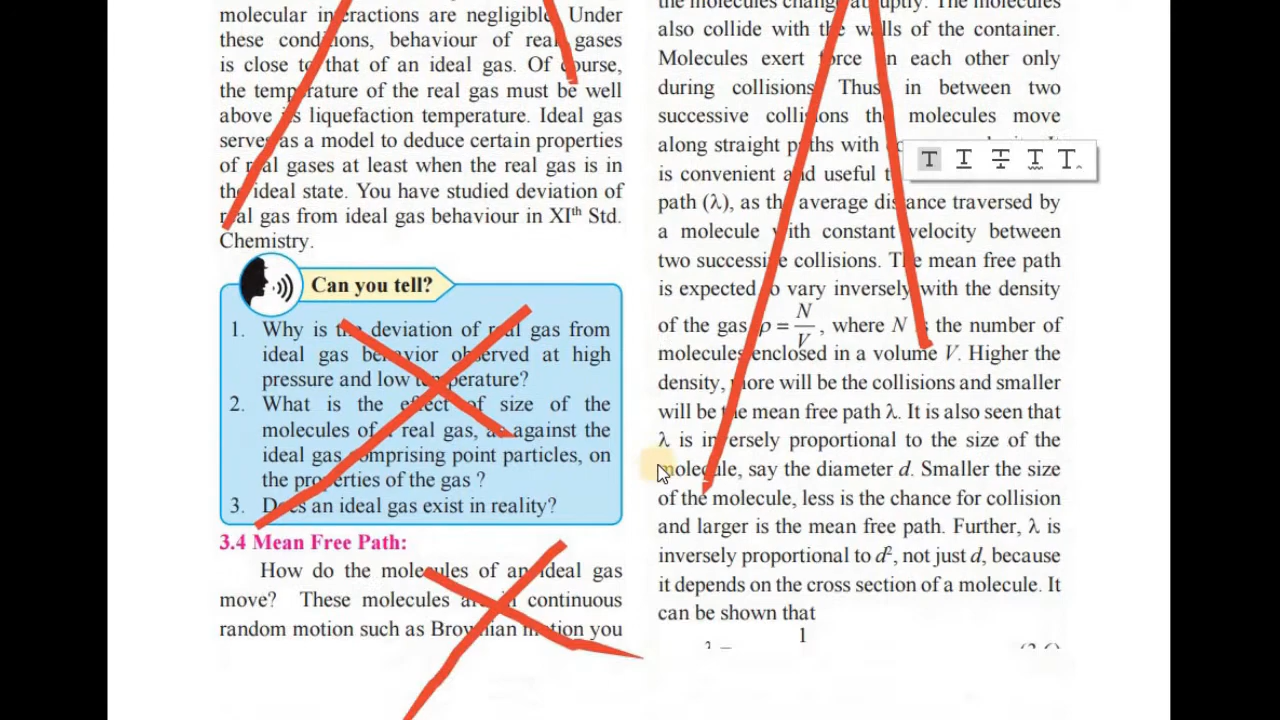 molecular interactions are negligible. Under
these conditions, behaviour of real gases
is close to that of an ideal gas. Of course,
the temperature of the real gas must be well
above its liquefaction temperature. Ideal gas
serves as a model to deduce certain properties
of real gases at least when the real gas is in
the ideal state. You have studied deviation of
real gas from ideal gas behaviour in XIth Std.
Chemistry.
Can you tell?
1. Why is the deviation of real gas from
ideal gas behavior observed at high
pressure and low temperature?
2. What is the effect of size of the
molecules of a real gas, as against the
ideal gas comprising point particles, on
the properties of the gas ?
3. Does an ideal gas exist in reality?
3.4 Mean Free Path:
How do the molecules of an ideal gas
move? These molecules are in continuous
random motion such as Brownian motion you
the molecules change abruptly. The molecules
also collide with the walls of the container.
Molecules exert force on each other only
during collisions. Thus in between two
successive collisions the molecules move
along straight paths with
is convenient and useful
path (λ), as the average distance traversed by
a molecule with constant velocity between
two successive collisions. The mean free path
is expected to vary inversely with the density
of the gas ρ = N/V, where N is the number of
molecules enclosed in a volume V. Higher the
density, more will be the collisions and smaller
will be the mean free path λ. It is also seen that
λ is inversely proportional to the size of the
molecule, say the diameter d. Smaller the size
of the molecule, less is the chance for collision
and larger is the mean free path. Further, λ is
inversely proportional to d², not just d, because
it depends on the cross section of a molecule. It
can be shown that
1